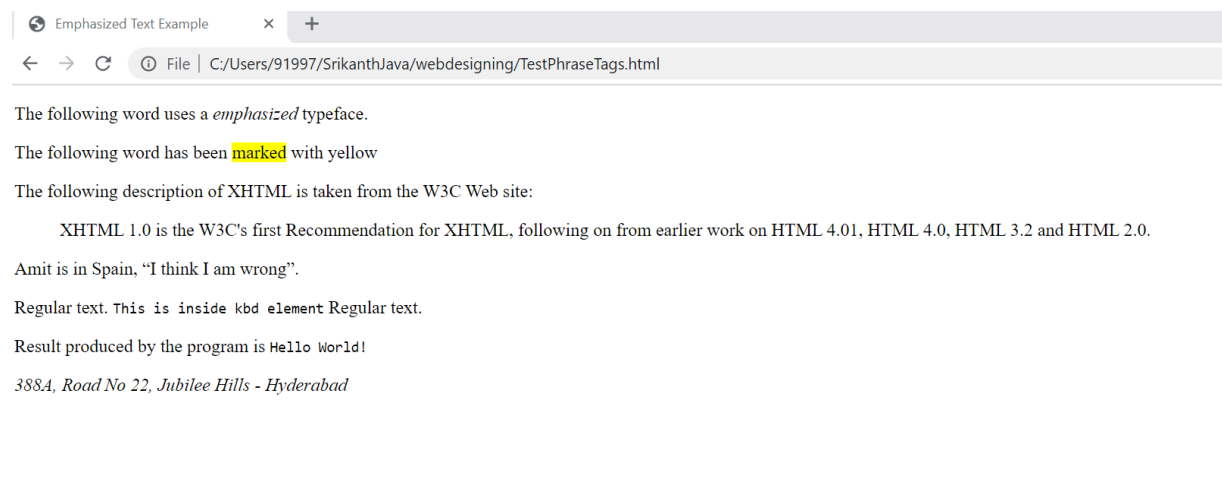 Emphasized Text Example
File | C:/Users/91997/SrikanthJava/webdesigning/TestPhraseTags.html
The following word uses a emphasized typeface.
The following word has been marked with yellow
The following description of XHTML is taken from the W3C Web site:
XHTML 1.0 is the W3C's first Recommendation for XHTML, following on from earlier work on HTML 4.01, HTML 4.0, HTML 3.2 and HTML 2.0.
Amit is in Spain, “I think I am wrong”.
Regular text. This is inside kbd element Regular text.
Result produced by the program is Hello World!
388A, Road No 22, Jubilee Hills - Hyderabad